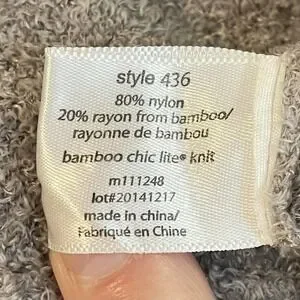 style 436
80% nylon
20% rayon from bamboo/
rayonne de bambou
bamboo chic lite® knit
m111248
lot#20141217
made in china/
Fabriqué en Chine